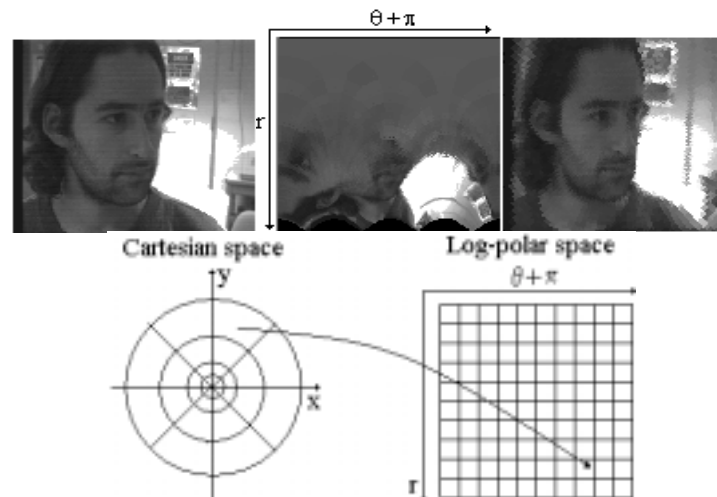 θ+π
r
Cartesian space
Log-polar space
y
θ+π
x
r